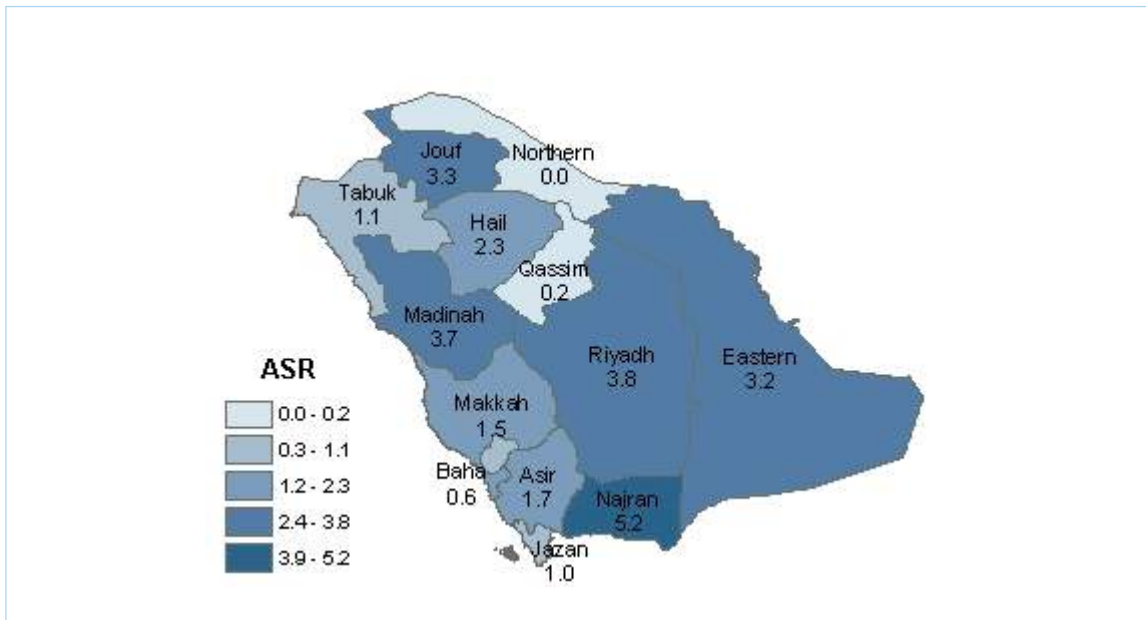 Jouf
3.3
Northern
0.0
Tabuk
1.1
Hail
2.3
Qassim
0.2
Madinah
3.7
Riyadh
3.8
Eastern
3.2
Makkah
1.5
Baha
0.6
Asir
1.7
Najran
5.2
Jazan
1.0
ASR
0.0 - 0.2
0.3 - 1.1
1.2 - 2.3
2.4 - 3.8
3.9 - 5.2